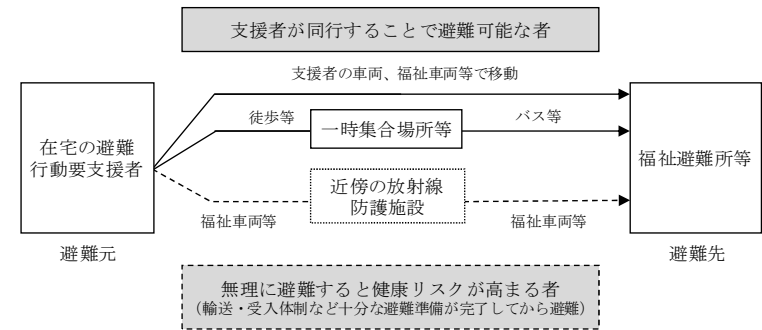 支援者が同行することで避難可能な者
支援者の車両、福祉車両等で移動
徒歩等
一時集合場所等
バス等
在宅の避難
行動要支援者
福祉避難所等
近傍の放射線
防護施設
福祉車両等
福祉車両等
避難元
避難先
無理に避難すると健康リスクが高まる者
(輸送・受入体制など十分な避難準備が完了してから避難)